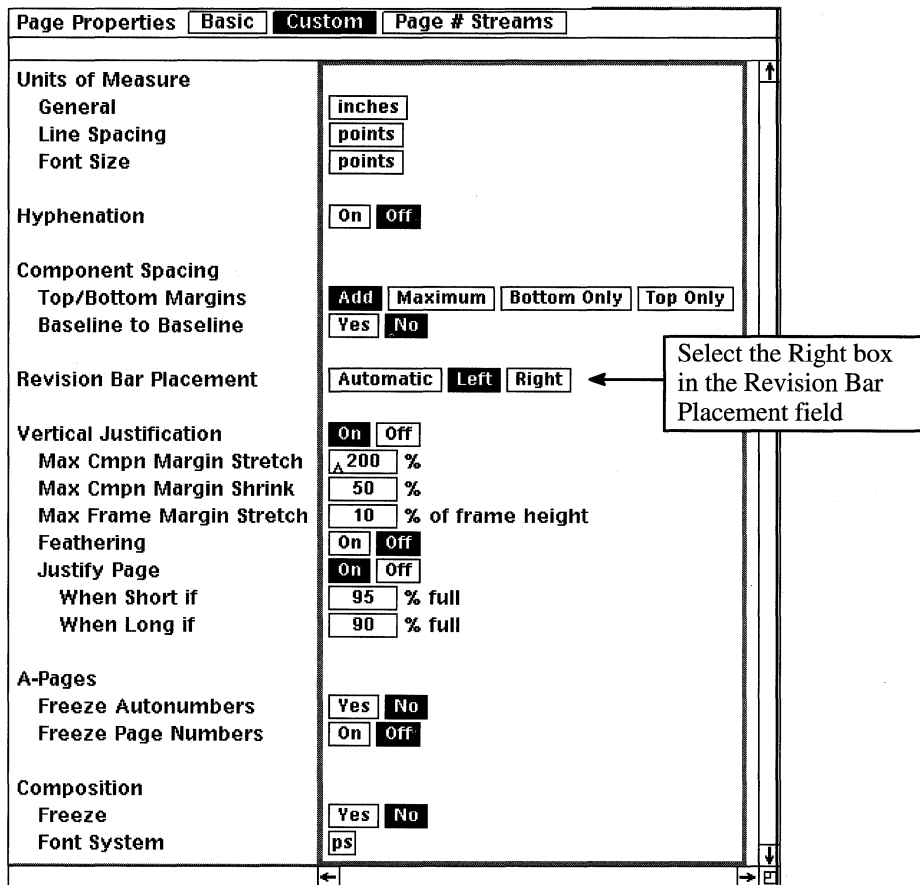 Page Properties Basic Custom Page # Streams
Units of Measure
General inches
Line Spacing points
Font Size points
Hyphenation On Off
Component Spacing
Top/Bottom Margins Add Maximum Bottom Only Top Only
Baseline to Baseline Yes No
Revision Bar Placement Automatic Left Right
Select the Right box
in the Revision Bar
Placement field
Vertical Justification On Off
Max Cmpn Margin Stretch 200 %
Max Cmpn Margin Shrink 50 %
Max Frame Margin Stretch 10 % of frame height
Feathering On Off
Justify Page On Off
When Short if 95 % full
When Long if 90 % full
A-Pages
Freeze Autonumbers Yes No
Freeze Page Numbers On Off
Composition
Freeze Yes No
Font System ps